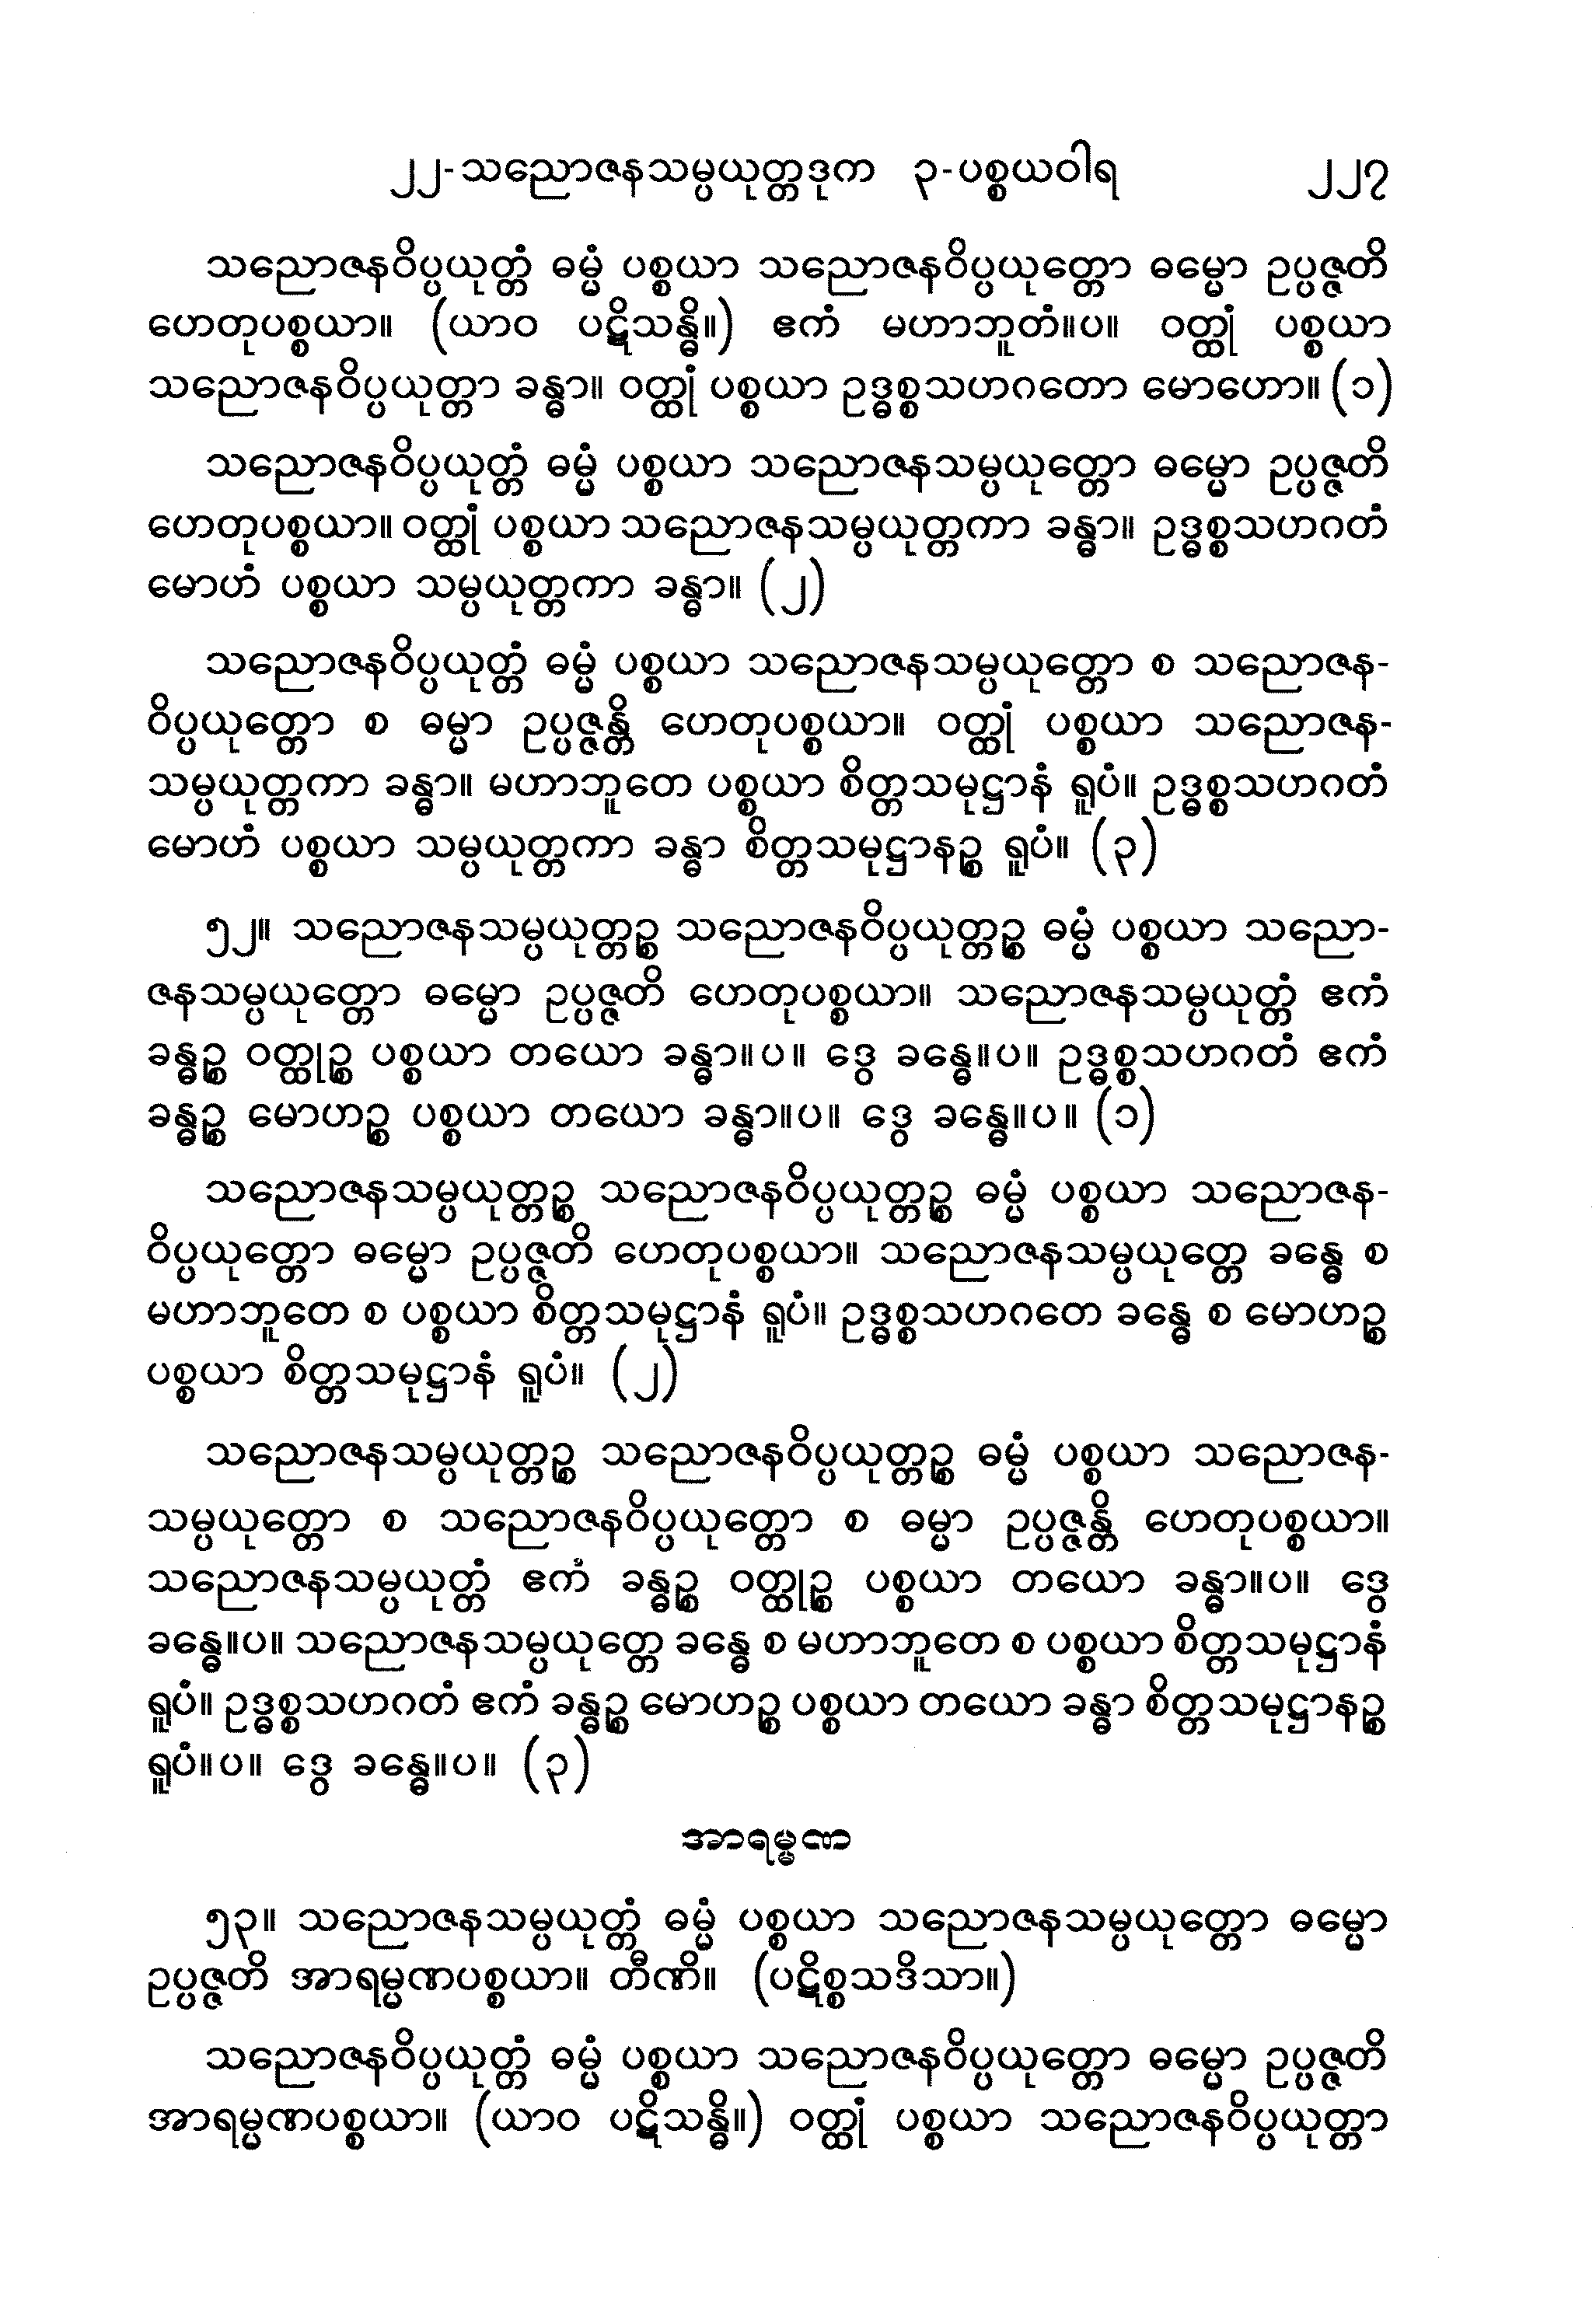 ၂၂-သညောဇနသမ္ပယုတ္တဒုက ၃-ပစ္စယဝါရ ၂၂၇
သညောဇနဝိပ္ပယုတ္တံ ဓမ္မံ ပစ္စယာ သညောဇနဝိပ္ပယုတ္တော ဓမ္မော ဥပ္ပဇ္ဇတိ
ဟေတုပစ္စယာ။ (ယာဝ ပဋိသန္ဓိ။) ဧကံ မဟာဘူတံ။ပ။ ဝတ္ထုံ ပစ္စယာ
သညောဇနဝိပ္ပယုတ္တာ ခန္ဓာ။ ဝတ္ထုံ ပစ္စယာ ဥဒ္ဓစ္စသဟဂတော မောဟော။ (၁)
သညောဇနဝိပ္ပယုတ္တံ ဓမ္မံ ပစ္စယာ သညောဇနသမ္ပယုတ္တော ဓမ္မော ဥပ္ပဇ္ဇတိ
ဟေတုပစ္စယာ။ ဝတ္ထုံ ပစ္စယာ သညောဇနသမ္ပယုတ္တကာ ခန္ဓာ။ ဥဒ္ဓစ္စသဟဂတံ
မောဟံ ပစ္စယာ သမ္ပယုတ္တကာ ခန္ဓာ။ (၂)
သညောဇနဝိပ္ပယုတ္တံ ဓမ္မံ ပစ္စယာ သညောဇနသမ္ပယုတ္တော စ သညောဇန-
ဝိပ္ပယုတ္တော စ ဓမ္မာ ဥပ္ပဇ္ဇန္တိ ဟေတုပစ္စယာ။ ဝတ္ထုံ ပစ္စယာ သညောဇန-
သမ္ပယုတ္တကာ ခန္ဓာ။ မဟာဘူတေ ပစ္စယာ စိတ္တသမုဋ္ဌာနံ ရူပံ။ ဥဒ္ဓစ္စသဟဂတံ
မောဟံ ပစ္စယာ သမ္ပယုတ္တကာ ခန္ဓာ စိတ္တသမုဋ္ဌာနဉ္စ ရူပံ။ (၃)
၅၂။ သညောဇနသမ္ပယုတ္တဉ္စ သညောဇနဝိပ္ပယုတ္တဉ္စ ဓမ္မံ ပစ္စယာ သညော-
ဇနသမ္ပယုတ္တော ဓမ္မော ဥပ္ပဇ္ဇတိ ဟေတုပစ္စယာ။ သညောဇနသမ္ပယုတ္တံ ဧကံ
ခန္ဓဉ္စ ဝတ္ထုဉ္စ ပစ္စယာ တယော ခန္ဓာ။ပ။ ဒွေ ခန္ဓေ။ပ။ ဥဒ္ဓစ္စသဟဂတံ ဧကံ
ခန္ဓဉ္စ မောဟဉ္စ ပစ္စယာ တယော ခန္ဓာ။ပ။ ဒွေ ခန္ဓေ။ပ။ (၁)
သညောဇနသမ္ပယုတ္တဉ္စ သညောဇနဝိပ္ပယုတ္တဉ္စ ဓမ္မံ ပစ္စယာ သညောဇန-
ဝိပ္ပယုတ္တော ဓမ္မော ဥပ္ပဇ္ဇတိ ဟေတုပစ္စယာ။ သညောဇနသမ္ပယုတ္တေ ခန္ဓေ စ
မဟာဘူတေ စ ပစ္စယာ စိတ္တသမုဋ္ဌာနံ ရူပံ။ ဥဒ္ဓစ္စသဟဂတေ ခန္ဓေ စ မောဟဉ္စ
ပစ္စယာ စိတ္တသမုဋ္ဌာနံ ရူပံ။ (၂)
သညောဇနသမ္ပယုတ္တဉ္စ သညောဇနဝိပ္ပယုတ္တဉ္စ ဓမ္မံ ပစ္စယာ သညောဇန-
သမ္ပယုတ္တော စ သညောဇနဝိပ္ပယုတ္တော စ ဓမ္မာ ဥပ္ပဇ္ဇန္တိ ဟေတုပစ္စယာ။
သညောဇနသမ္ပယုတ္တံ ဧကံ ခန္ဓဉ္စ ဝတ္ထုဉ္စ ပစ္စယာ တယော ခန္ဓာ။ပ။ ဒွေ
ခန္ဓေ။ပ။ သညောဇနသမ္ပယုတ္တေ ခန္ဓေ စ မဟာဘူတေ စ ပစ္စယာ စိတ္တသမုဋ္ဌာနံ
ရူပံ။ ဥဒ္ဓစ္စသဟဂတံ ဧကံ ခန္ဓဉ္စ မောဟဉ္စ ပစ္စယာ တယော ခန္ဓာ စိတ္တသမုဋ္ဌာနဉ္စ
ရူပံ။ပ။ ဒွေ ခန္ဓေ။ပ။ (၃)
အာရမ္မဏ
၅၃။ သညောဇနသမ္ပယုတ္တံ ဓမ္မံ ပစ္စယာ သညောဇနသမ္ပယုတ္တော ဓမ္မော
ဥပ္ပဇ္ဇတိ အာရမ္မဏပစ္စယာ။ တီဏိ။ (ပဋိစ္စသဒိသာ။)
သညောဇနဝိပ္ပယုတ္တံ ဓမ္မံ ပစ္စယာ သညောဇနဝိပ္ပယုတ္တော ဓမ္မော ဥပ္ပဇ္ဇတိ
အာရမ္မဏပစ္စယာ။ (ယာဝ ပဋိသန္ဓိ။) ဝတ္ထုံ ပစ္စယာ သညောဇနဝိပ္ပယုတ္တာ